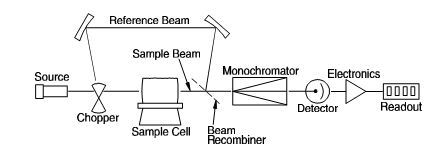 Reference Beam
Sample Beam
Source
Monochromator
Electronics
Chopper
Sample Cell
Beam
Recombiner
Detector
Readout